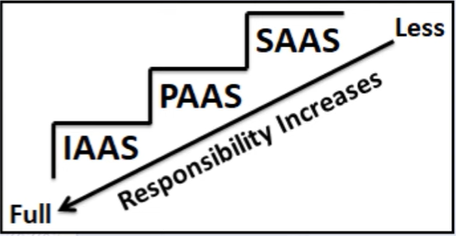 Less
SAAS
PAAS
IAAS
Responsibility Increases
Full